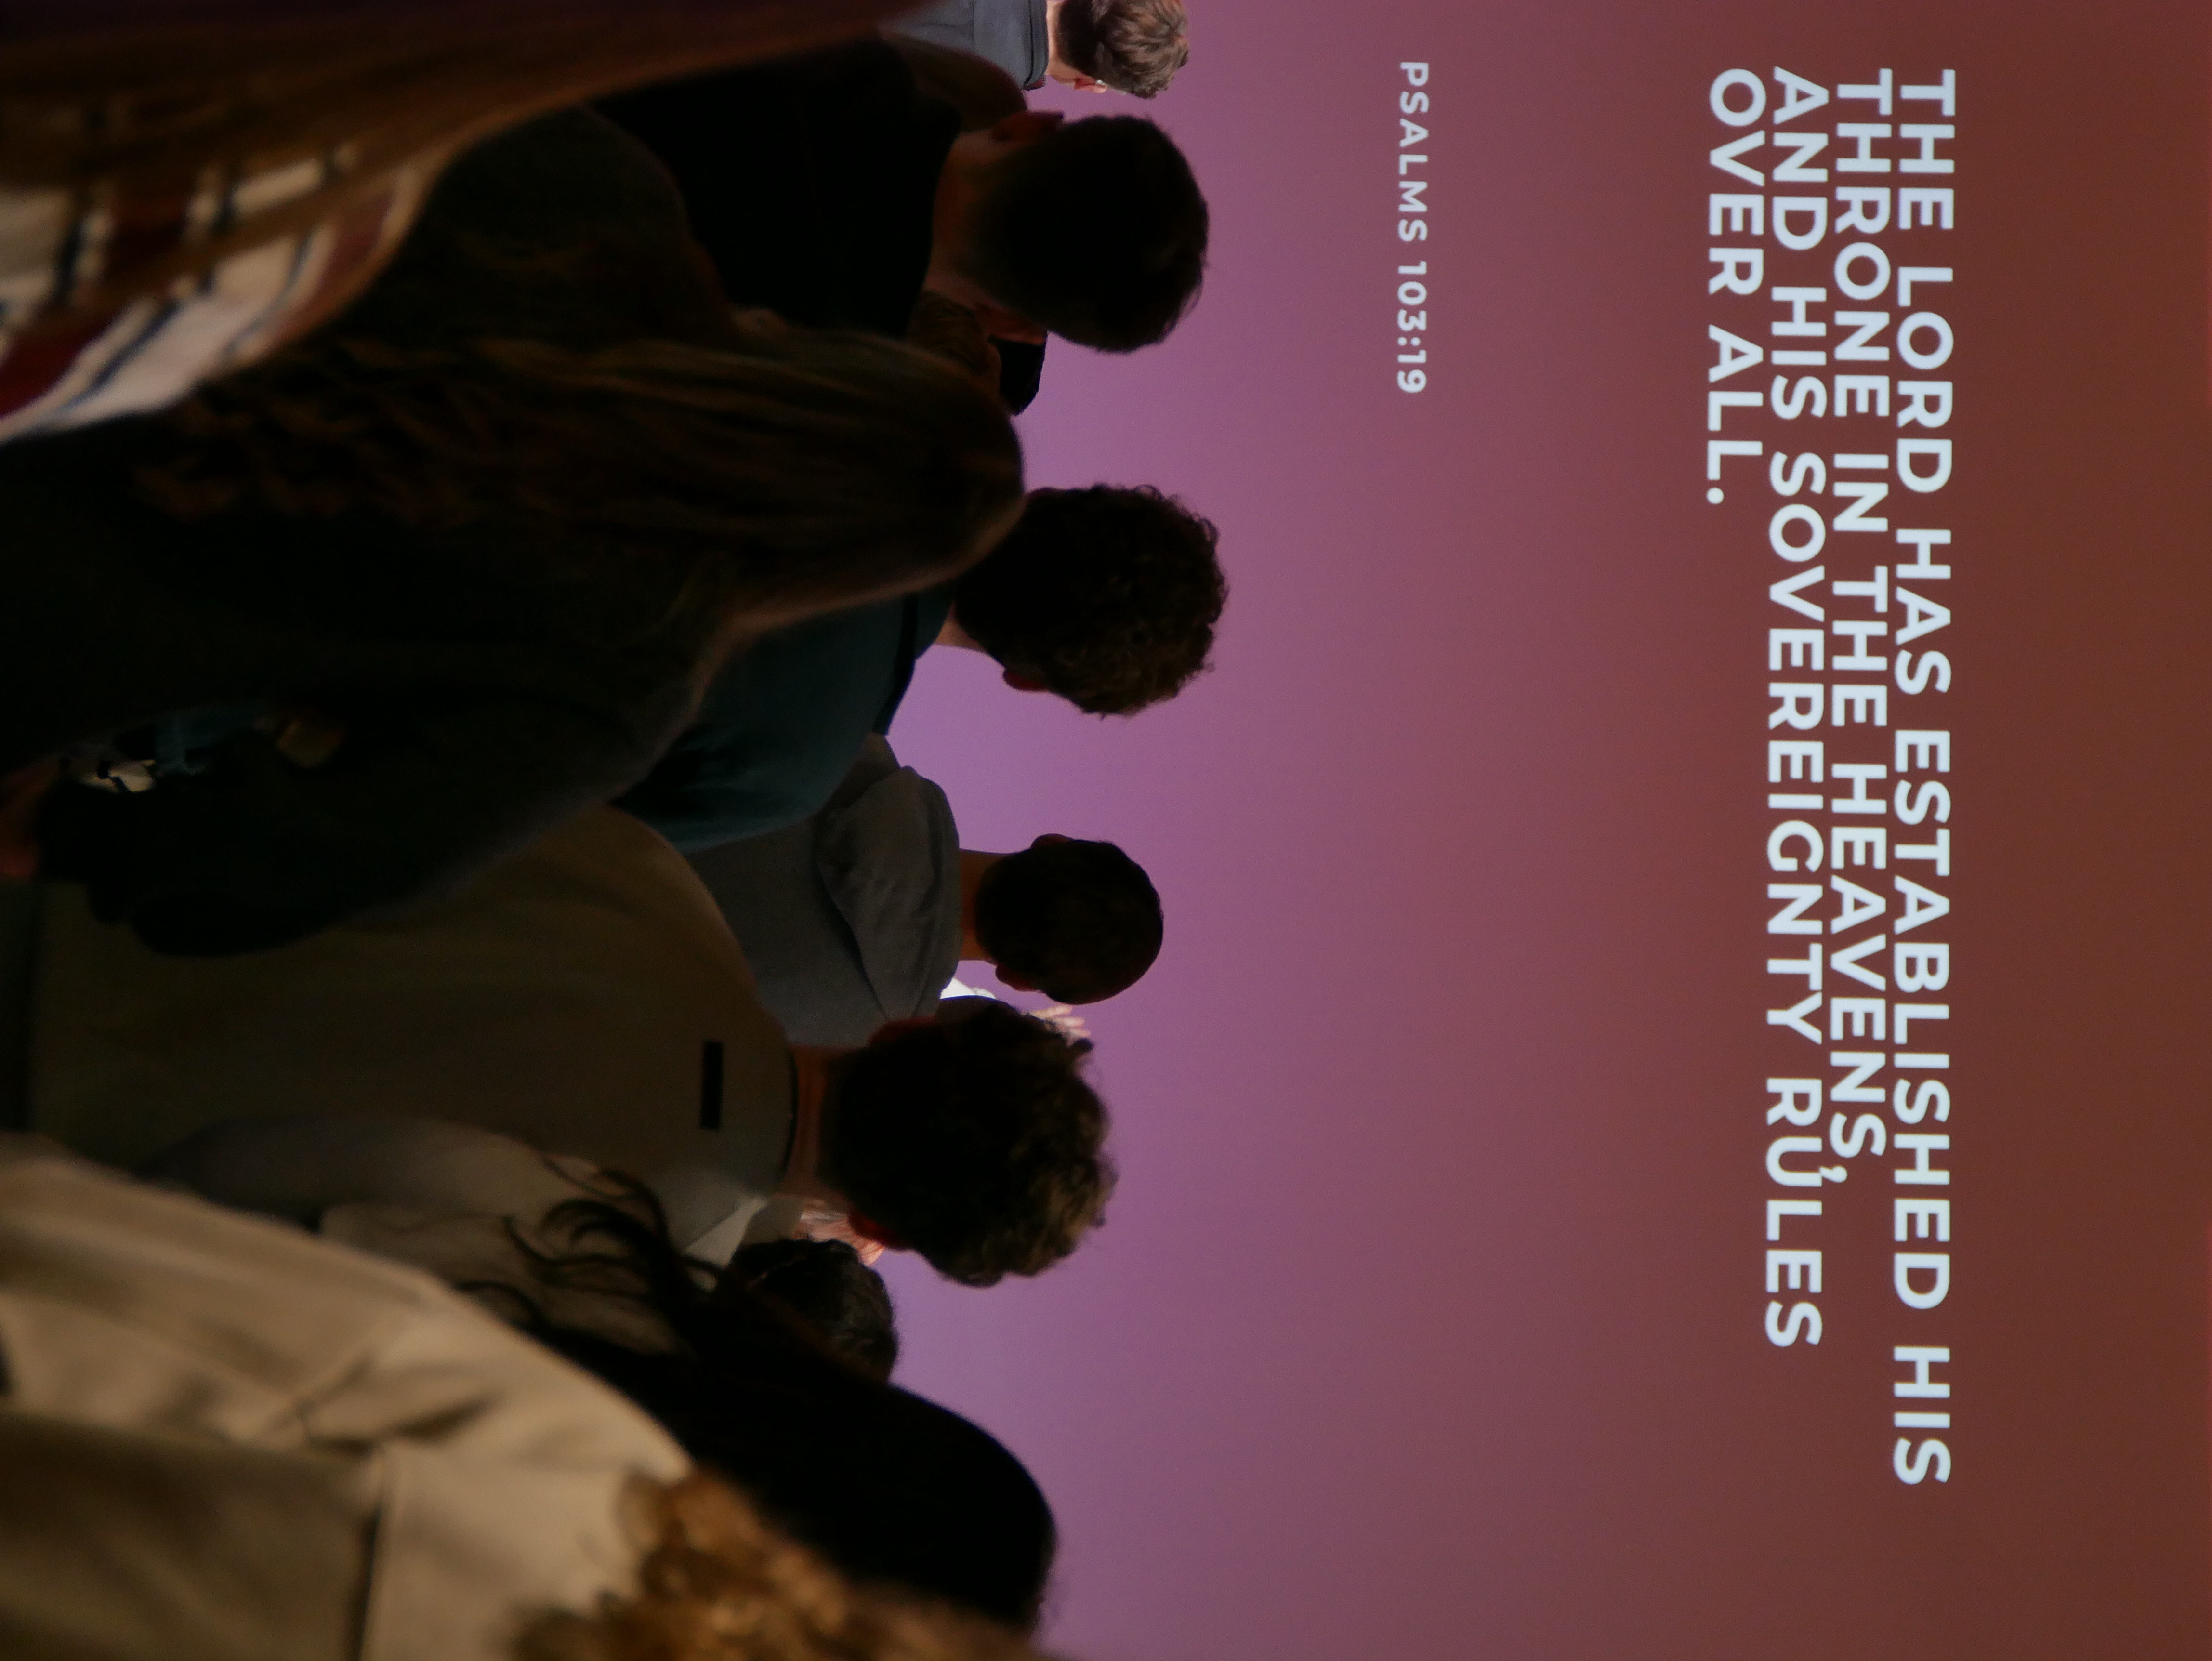 THE LORD HAS ESTABLISHED HIS
THRONE IN THE HEAVENS,
AND HIS SOVEREIGNTY RULES
OVER ALL.
PSALMS 103:19